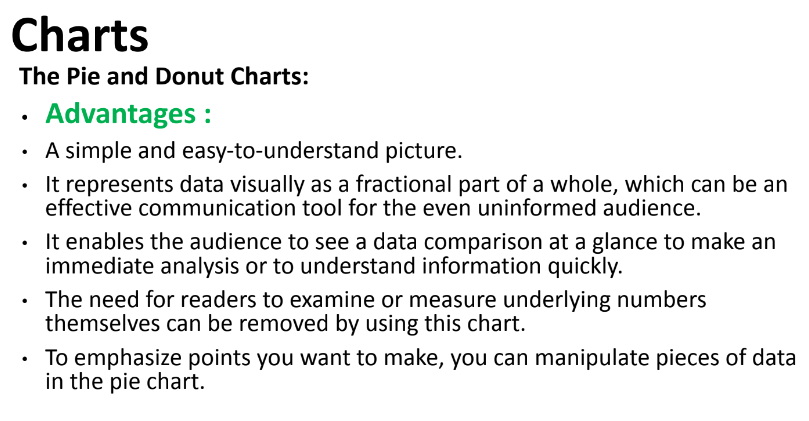 Charts
The Pie and Donut Charts:
• Advantages :
• A simple and easy-to-understand picture.
• It represents data visually as a fractional part of a whole, which can be an
effective communication tool for the even uninformed audience.
• It enables the audience to see a data comparison at a glance to make an
immediate analysis or to understand information quickly.
• The need for readers to examine or measure underlying numbers
themselves can be removed by using this chart.
• To emphasize points you want to make, you can manipulate pieces of data
in the pie chart.